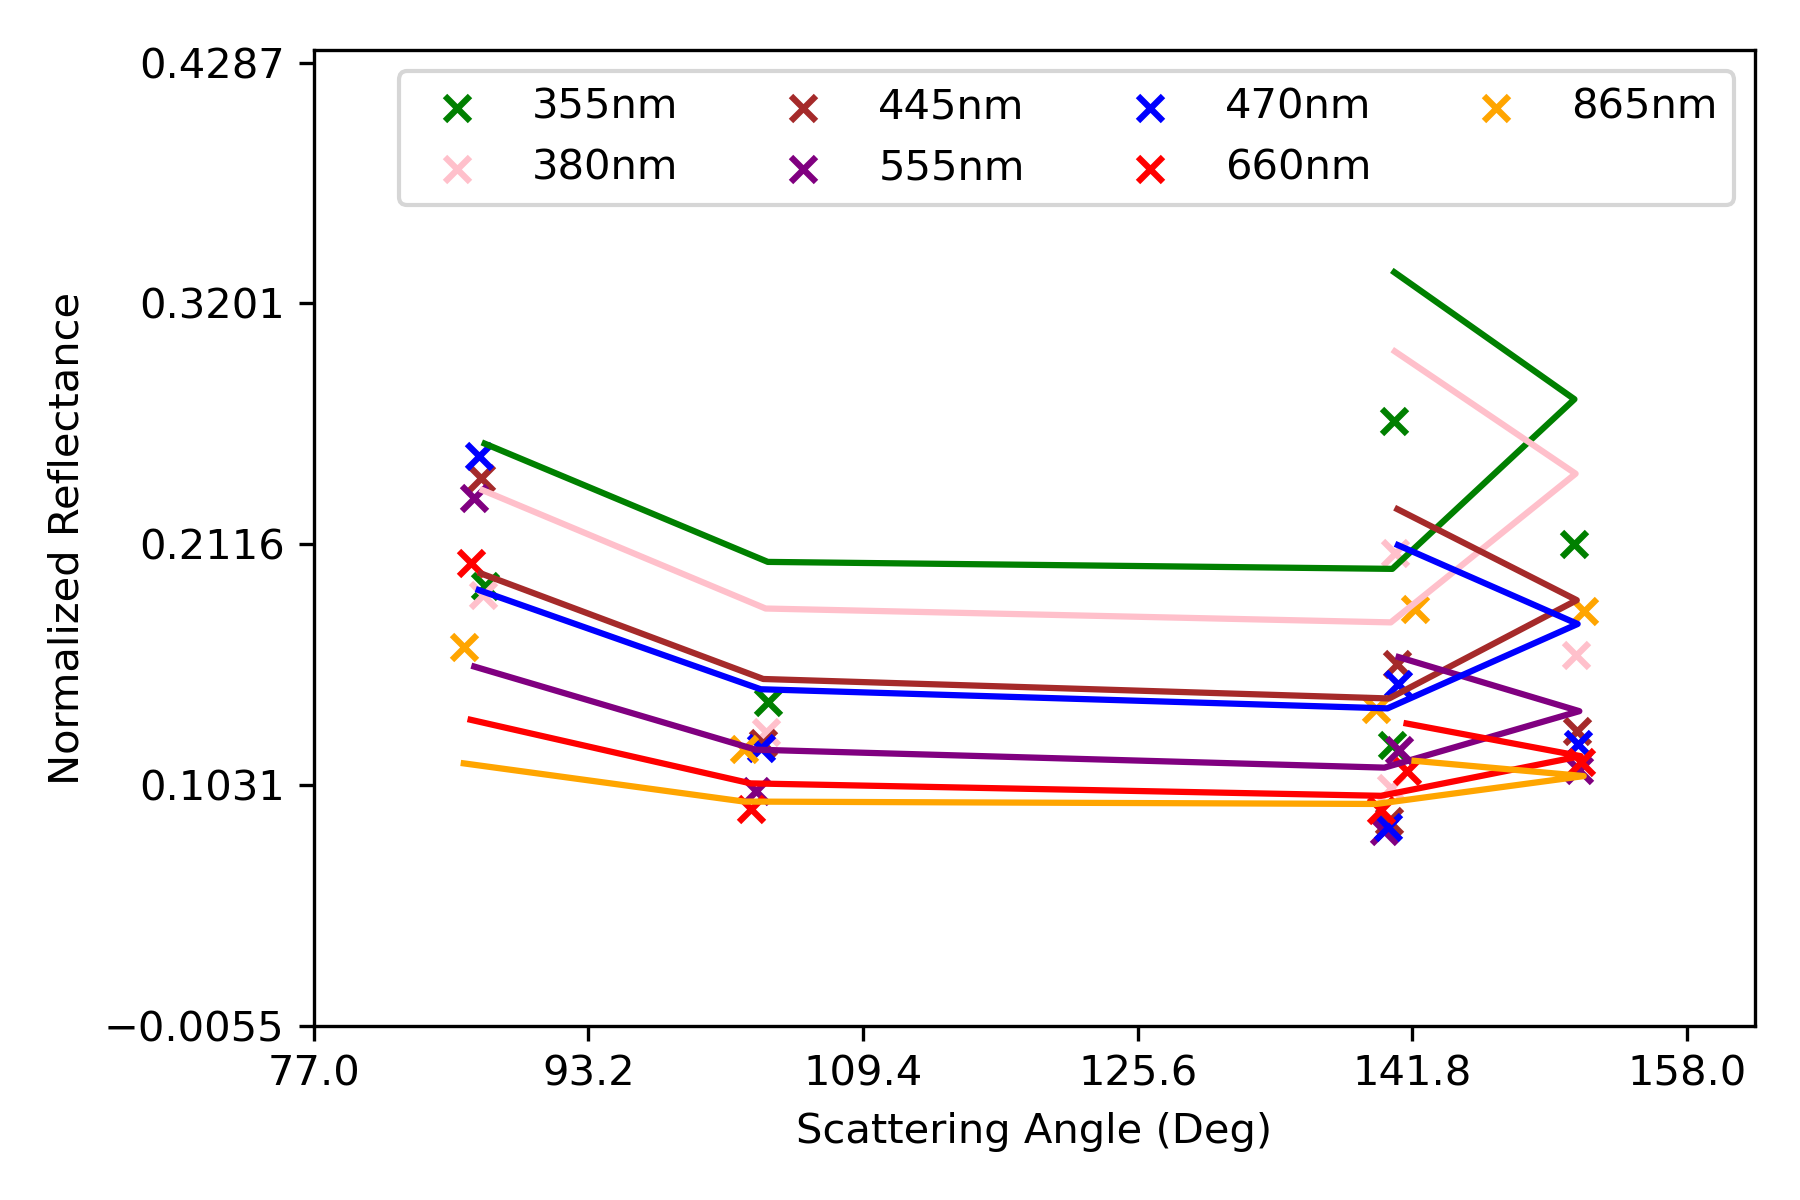 0.4287
0.3201
0.2116
0.1031
−0.0055
Normalized Reflectance
355nm 445nm 470nm 865nm
380nm 555nm 660nm
77.0 93.2 109.4 125.6 141.8 158.0
Scattering Angle (Deg)